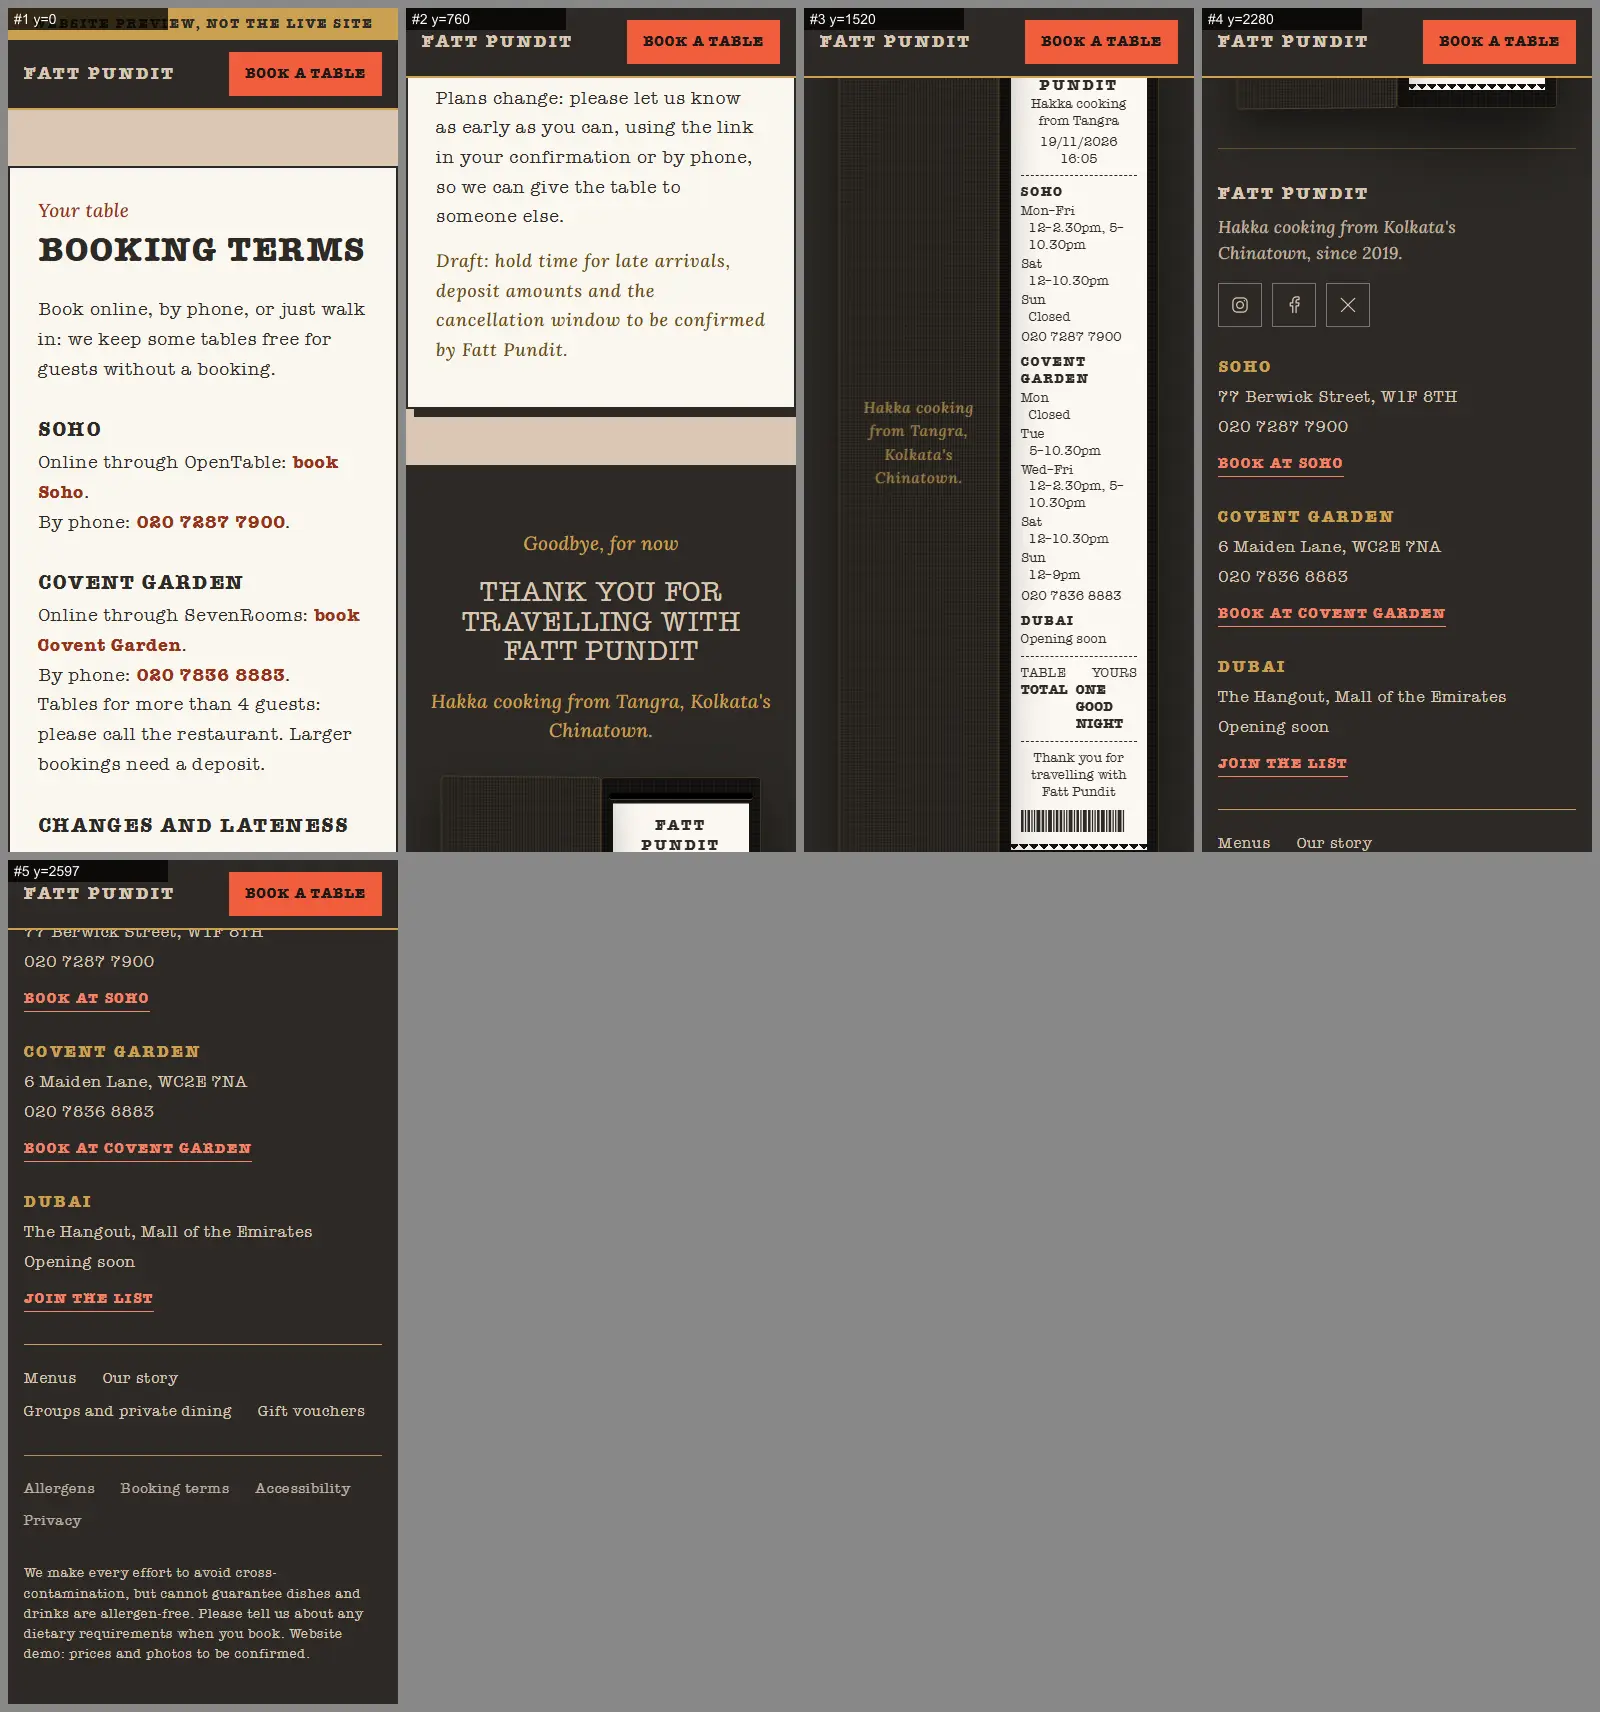 #1 y=0
EW, NOT THE LIVE SITE
FATT PUNDIT
BOOK A TABLE
Your table
BOOKING TERMS
Book online, by phone, or just walk
in: we keep some tables free for
guests without a booking.
SOHO
Online through OpenTable: book
Soho.
By phone: 020 7287 7900.
COVENT GARDEN
Online through SevenRooms: book
Covent Garden.
By phone: 020 7836 8883.
Tables for more than 4 guests:
please call the restaurant. Larger
bookings need a deposit.
CHANGES AND LATENESS
#2 y=760
FATT PUNDIT
BOOK A TABLE
Plans change: please let us know
as early as you can, using the link
in your confirmation or by phone,
so we can give the table to
someone else.
Draft: hold time for late arrivals,
deposit amounts and the
cancellation window to be confirmed
by Fatt Pundit.
Goodbye, for now
THANK YOU FOR
TRAVELLING WITH
FATT PUNDIT
Hakka cooking from Tangra, Kolkata's
Chinatown.
FATT
PUNDIT
#3 y=1520
FATT PUNDIT
BOOK A TABLE
Hakka cooking
from Tangra,
Kolkata's
Chinatown.
PUNDIT
Hakka cooking
from Tangra
19/11/2026
16:05
SOHO
Mon-Fri
12-2.30pm, 5-
10.30pm
Sat
12-10.30pm
Sun
Closed
020 7287 7900
COVENT
GARDEN
Mon
Closed
Tue
5-10.30pm
Wed-Fri
12-2.30pm, 5-
10.30pm
Sat
12-10.30pm
Sun
12-9pm
020 7836 8883
DUBAI
Opening soon
TABLE YOURS
TOTAL ONE
GOOD
NIGHT
Thank you for
travelling with
Fatt Pundit
#4 y=2280
FATT PUNDIT
BOOK A TABLE
FATT PUNDIT
Hakka cooking from Kolkata's
Chinatown, since 2019.
SOHO
77 Berwick Street, W1F 8TH
020 7287 7900
BOOK AT SOHO
COVENT GARDEN
6 Maiden Lane, WC2E 7NA
020 7836 8883
BOOK AT COVENT GARDEN
DUBAI
The Hangout, Mall of the Emirates
Opening soon
JOIN THE LIST
Menus Our story
#5 y=2597
FATT PUNDIT
BOOK A TABLE
77 Berwick Street, W1F 8TH
020 7287 7900
BOOK AT SOHO
COVENT GARDEN
6 Maiden Lane, WC2E 7NA
020 7836 8883
BOOK AT COVENT GARDEN
DUBAI
The Hangout, Mall of the Emirates
Opening soon
JOIN THE LIST
Menus Our story
Groups and private dining Gift vouchers
Allergens Booking terms Accessibility
Privacy
We make every effort to avoid cross-
contamination, but cannot guarantee dishes and
drinks are allergen-free. Please tell us about any
dietary requirements when you book. Website
demo: prices and photos to be confirmed.